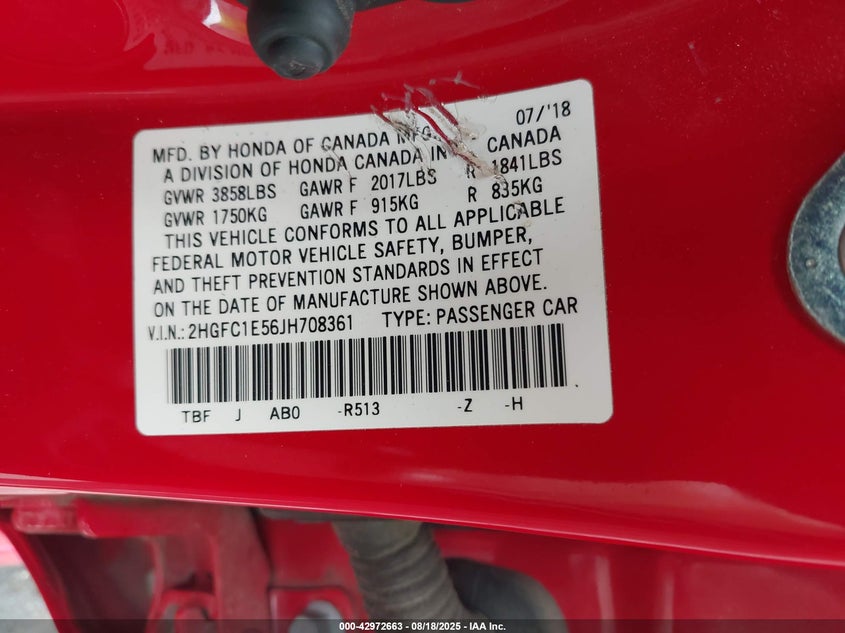 07/'18
MFD. BY HONDA OF CANADA MFG. CANADA
A DIVISION OF HONDA CANADA IN
GVWR 3858LBS GAWR F 2017LBS R 1841LBS
GVWR 1750KG GAWR F 915KG R 835KG
THIS VEHICLE CONFORMS TO ALL APPLICABLE
FEDERAL MOTOR VEHICLE SAFETY, BUMPER,
AND THEFT PREVENTION STANDARDS IN EFFECT
ON THE DATE OF MANUFACTURE SHOWN ABOVE.
V.I.N.: 2HGFC1E56JH708361 TYPE: PASSENGER CAR
TBF J AB0 -R513 -Z -H
000-42972663 - 08/18/2025 - IAA Inc.